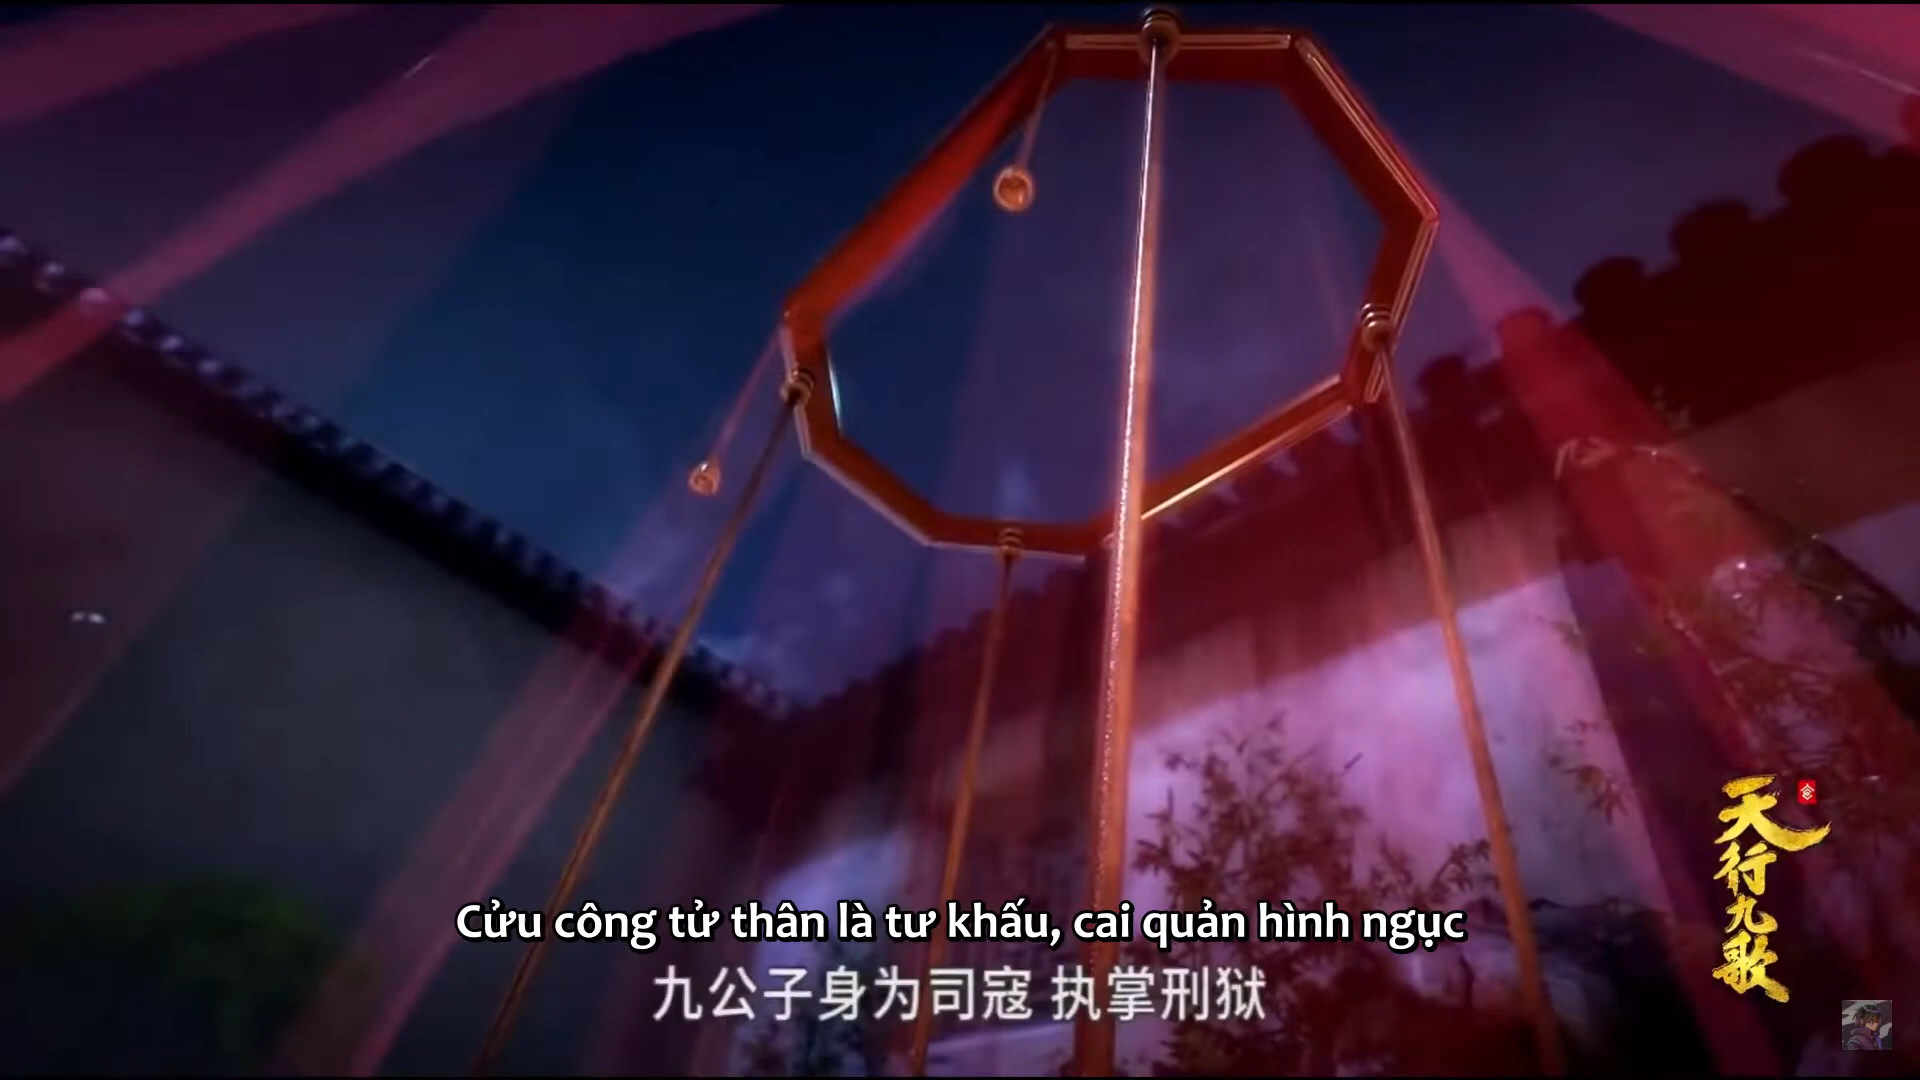 天行九歌
Cửu công tử thân là tư khấu, cai quản hình ngục
九公子身为司寇 执掌刑狱